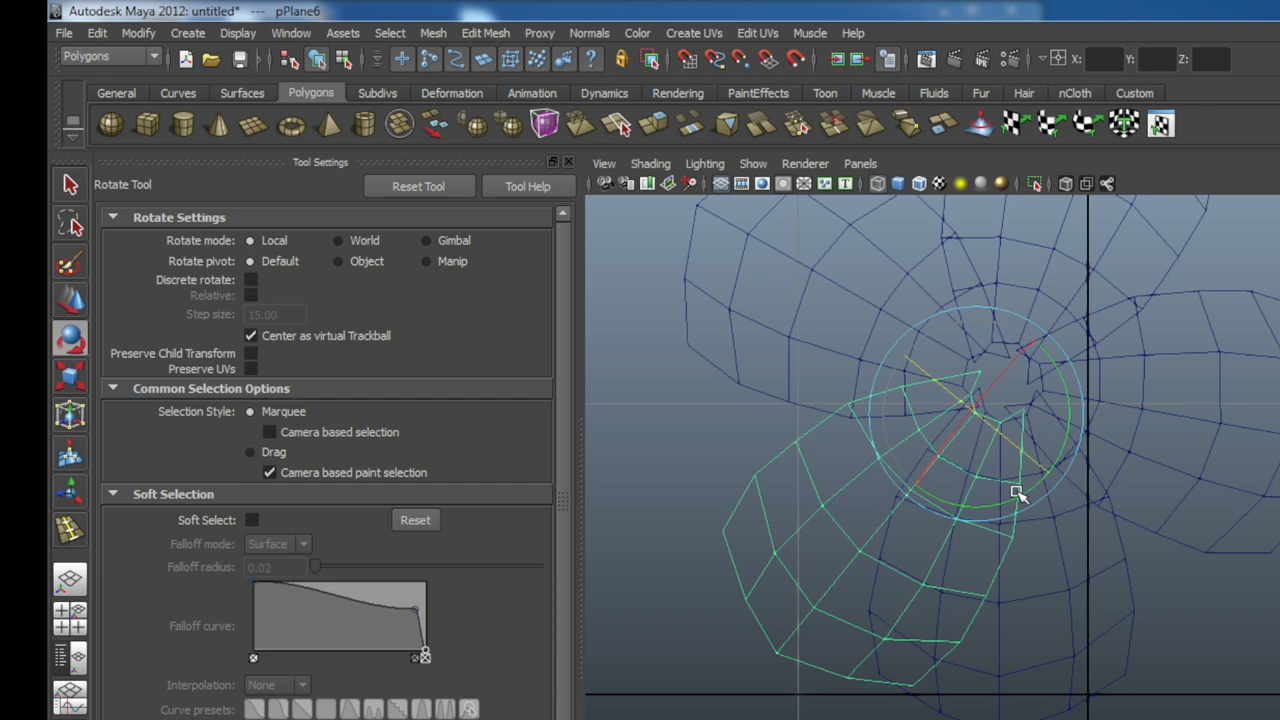 Autodesk Maya 2012: untitled* --- pPlane6
File Edit Modify Create Display Window Assets Select Mesh Edit Mesh Proxy Normals Color Create UVs Edit UVs Muscle Help
Polygons X: Y: Z:
General Curves Surfaces Polygons Subdivs Deformation Animation Dynamics Rendering PaintEffects Toon Muscle Fluids Fur Hair nCloth Custom
Tool Settings
View Shading Lighting Show Renderer Panels
Rotate Tool Reset Tool Tool Help
Rotate Settings
Rotate mode: Local World Gimbal
Rotate pivot: Default Object Manip
Discrete rotate:
Relative:
Step size: 15.00
Center as virtual Trackball
Preserve Child Transform
Preserve UVs
Common Selection Options
Selection Style: Marquee
Camera based selection
Drag
Camera based paint selection
Soft Selection
Soft Select: Reset
Falloff mode: Surface
Falloff radius: 0.02
Falloff curve:
Interpolation: None
Curve presets: